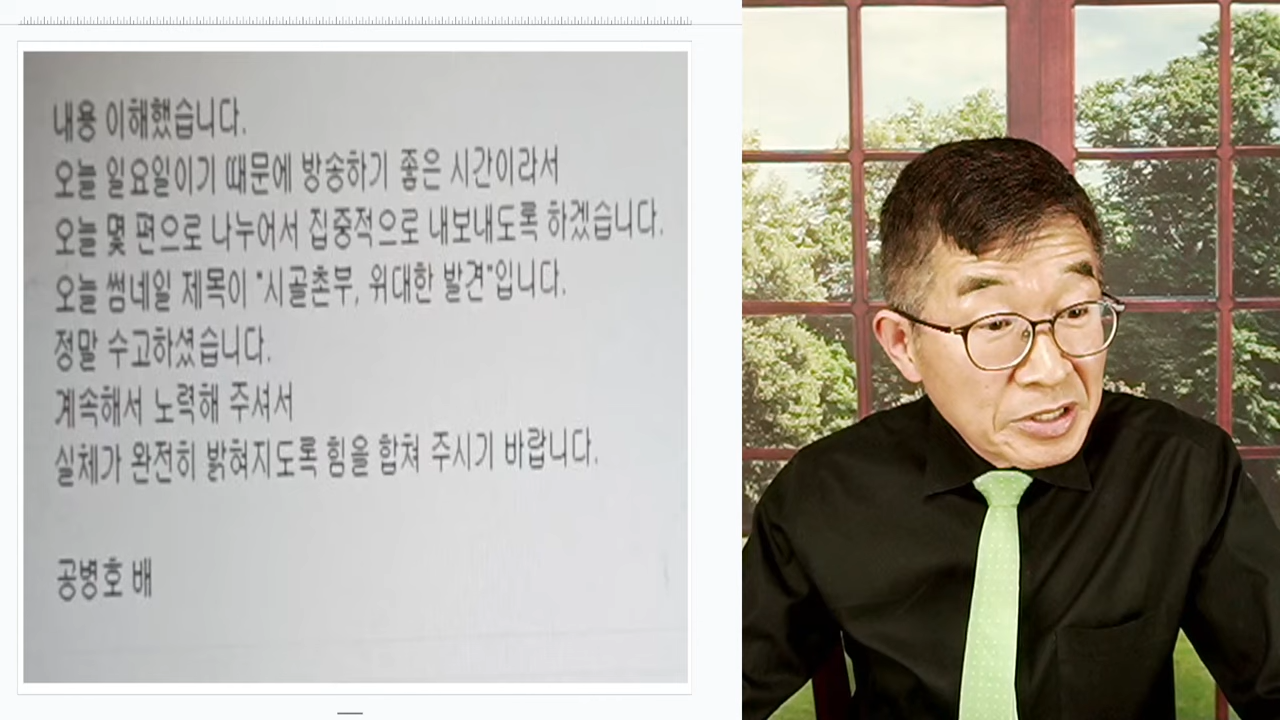 내용 이해했습니다.
오늘 일요일이기 때문에 방송하기 좋은 시간이라서
오늘 몇 편으로 나누어서 집중적으로 내보내도록 하겠습니다.
오늘 썸네일 제목이 "시골촌부, 위대한 발견"입니다.
정말 수고하셨습니다.
계속해서 노력해 주셔서
실체가 완전히 밝혀지도록 힘을 합쳐 주시기 바랍니다.
공병호 배